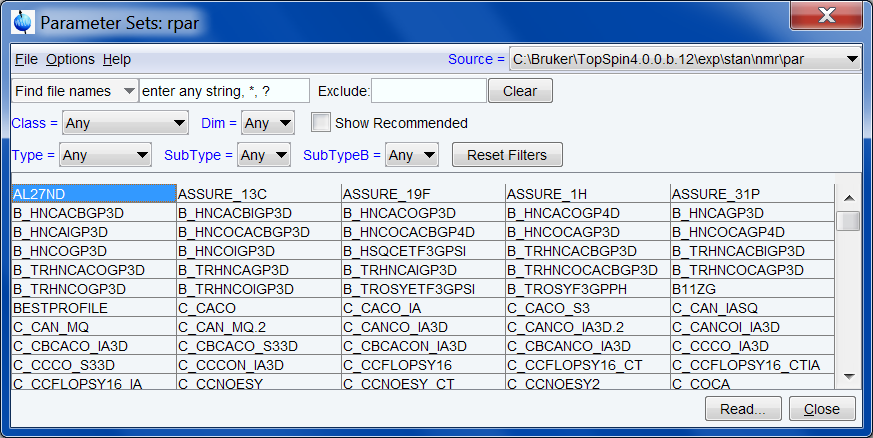 Parameter Sets: rpar
File Options Help Source = C:\Bruker\TopSpin4.0.0.b.12\exp\stan\nmr\par
Find file names enter any string, *, ? Exclude: Clear
Class = Any Dim = Any Show Recommended
Type = Any SubType = Any SubTypeB = Any Reset Filters
AL27ND ASSURE_13C ASSURE_19F ASSURE_1H ASSURE_31P
B_HNCACBGP3D B_HNCACBIGP3D B_HNCACOGP3D B_HNCACOGP4D B_HNCAGP3D
B_HNCAIGP3D B_HNCOCACBGP3D B_HNCOCACBGP4D B_HNCOCAGP3D B_HNCOCAGP4D
B_HNCOGP3D B_HNCOIGP3D B_HSQCETF3GPSI B_TRHNCACBGP3D B_TRHNCACBIGP3D
B_TRHNCACOGP3D B_TRHNCAGP3D B_TRHNCAIGP3D B_TRHNCOCACBGP3D B_TRHNCOCAGP3D
B_TRHNCOGP3D B_TRHNCOIGP3D B_TROSYETF3GPSI B_TROSYF3GPPH B11ZG
BESTPROFILE C_CACO C_CACO_IA C_CACO_S3 C_CAN_IASQ
C_CAN_MQ C_CAN_MQ.2 C_CANCO_IA3D C_CANCO_IA3D.2 C_CANCOI_IA3D
C_CBCACO_IA3D C_CBCACO_S33D C_CBCACON_IA3D C_CBCANCO_IA3D C_CCCO_IA3D
C_CCCO_S33D C_CCCON_IA3D C_CCFLOPSY16 C_CCFLOPSY16_CT C_CCFLOPSY16_CTIA
C_CCFLOPSY16_IA C_CCNOESY C_CCNOESY_CT C_CCNOESY2 C_COCA
Read... Close